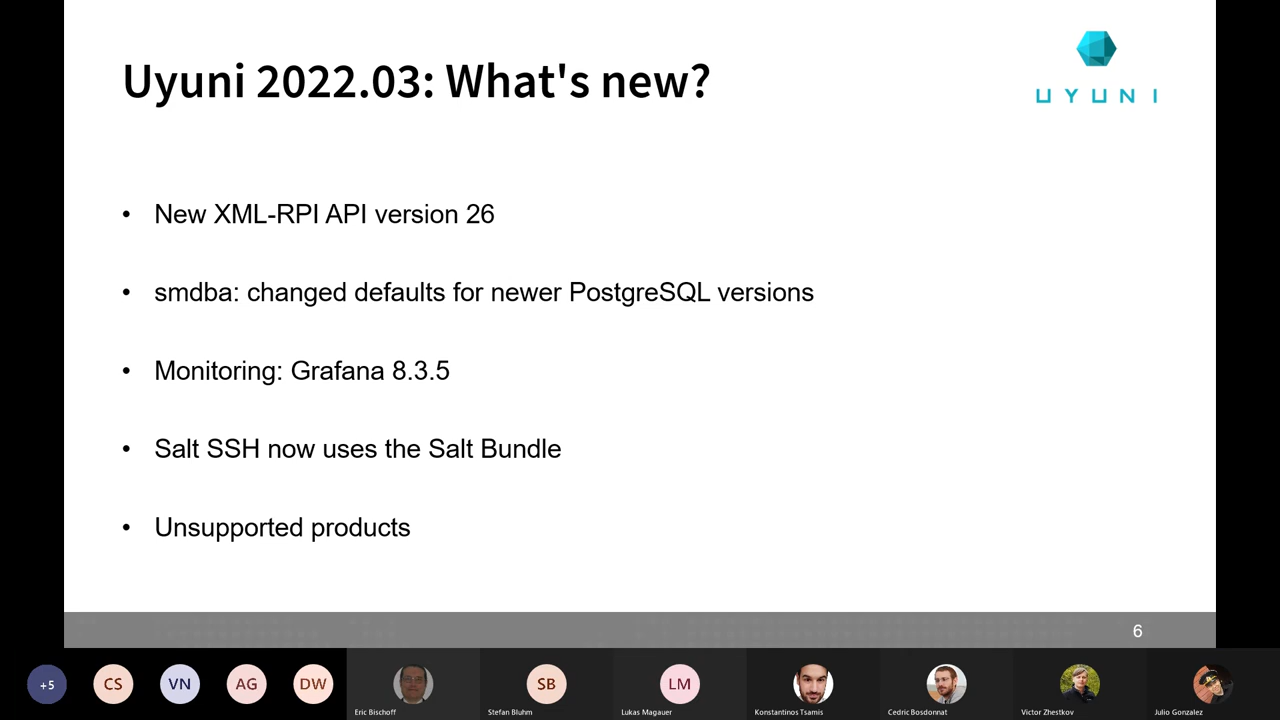 Uyuni 2022.03: What's new?
UYUNI
• New XML-RPI API version 26
• smdba: changed defaults for newer PostgreSQL versions
• Monitoring: Grafana 8.3.5
• Salt SSH now uses the Salt Bundle
• Unsupported products
6
+5
CS
VN
AG
DW
SB
LM
Eric Bischoff
Stefan Bluhm
Lukas Magauer
Konstantinos Tsamis
Cedric Bosdonnat
Victor Zhestkov
Julio Gonzalez